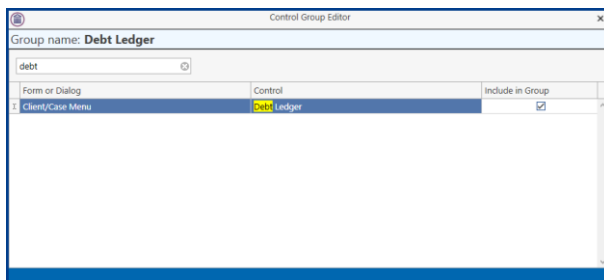 Control Group Editor
Group name: Debt Ledger
debt
Form or Dialog Control Include in Group
Client/Case Menu Debt Ledger